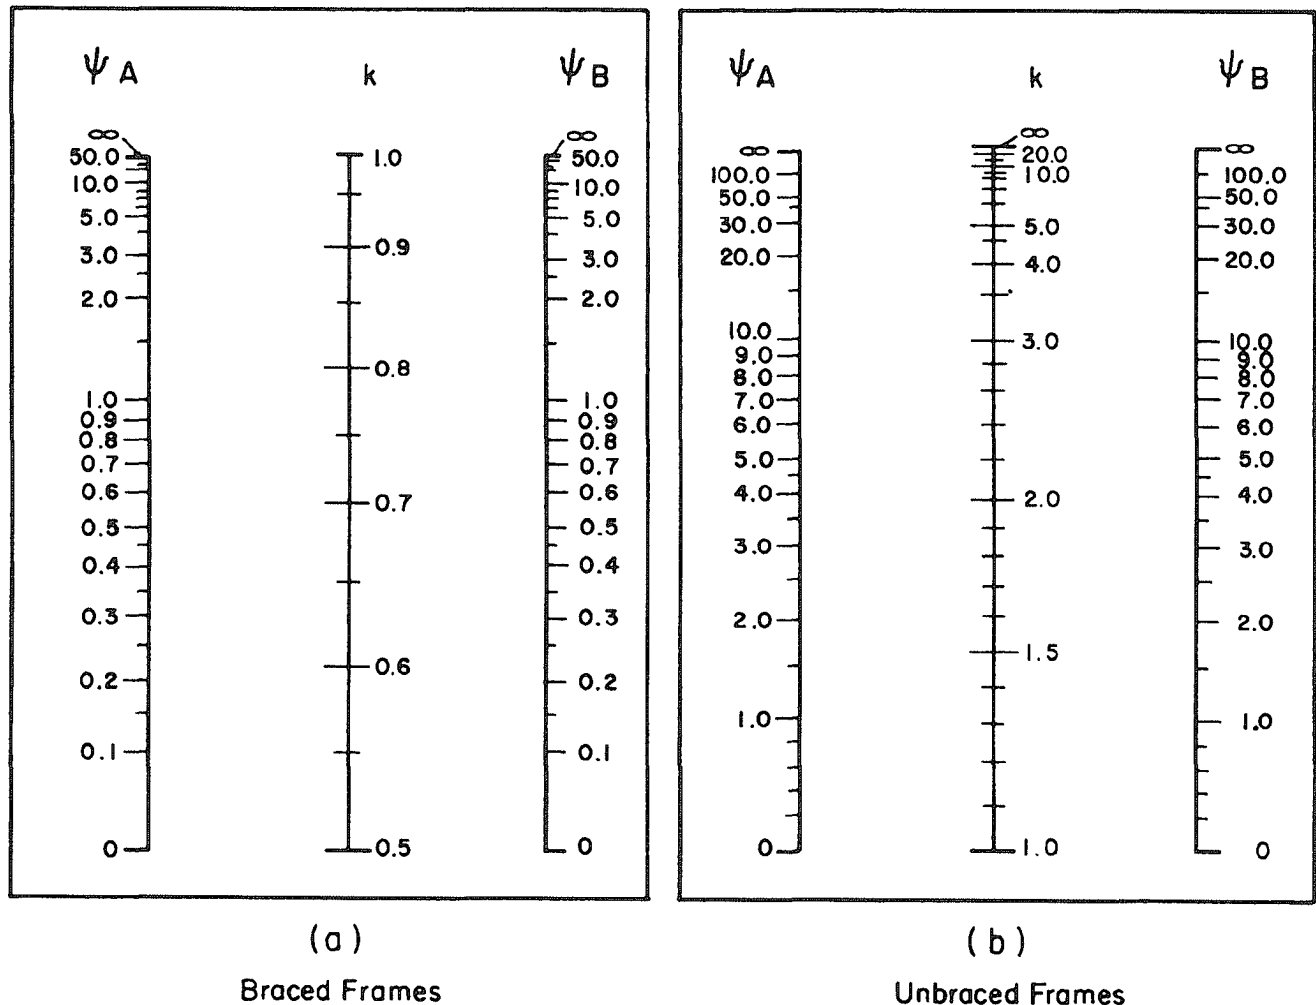 ψA k ψB
∞ ∞
50.0 1.0 50.0
10.0 10.0
5.0 0.9 5.0
3.0 3.0
2.0 2.0
0.8
1.0 1.0
0.9 0.9
0.8 0.8
0.7 0.7
0.6 0.7 0.6
0.5 0.5
0.4 0.4
0.3 0.3
0.6
0.2 0.2
0.1 0.1
0 0.5 0
(a)
Braced Frames
ψA k ψB
∞ ∞ ∞
20.0
100.0 10.0 100.0
50.0 50.0
30.0 5.0 30.0
20.0 4.0 20.0
10.0 3.0 10.0
9.0 9.0
8.0 8.0
7.0 7.0
6.0 6.0
5.0 5.0
4.0 2.0 4.0
3.0 3.0
2.0 2.0
1.5
1.0 1.0
0 1.0 0
(b)
Unbraced Frames